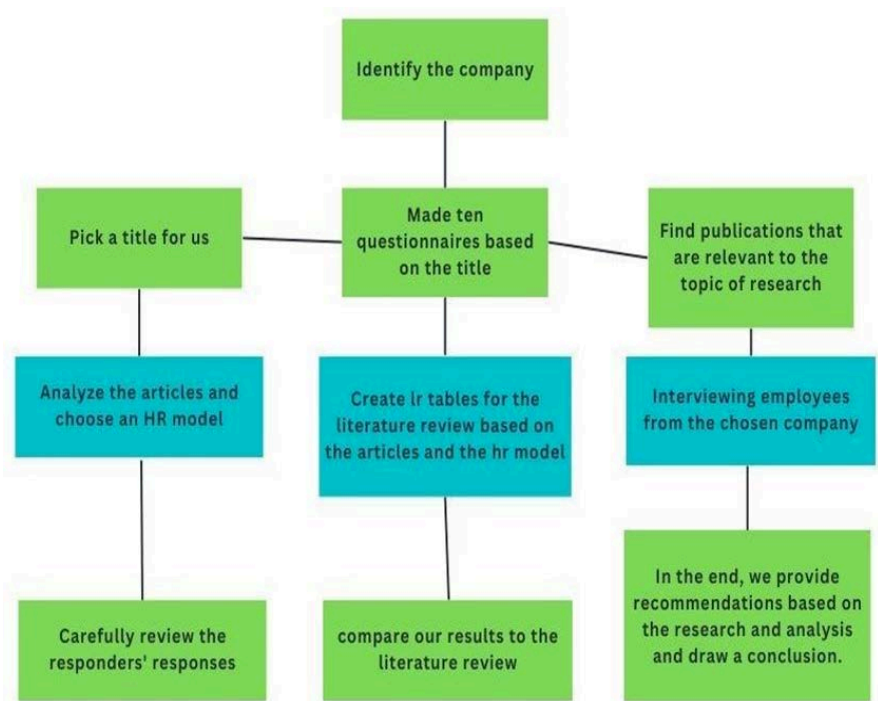 Identify the company
Pick a title for us
Made ten
questionnaires based
on the title
Find publications that
are relevant to the
topic of research
Analyze the articles and
choose an HR model
Create lr tables for the
literature review based on
the articles and the hr model
Interviewing employees
from the chosen company
Carefully review the
responders' responses
compare our results to the
literature review
In the end, we provide
recommendations based on
the research and analysis
and draw a conclusion.